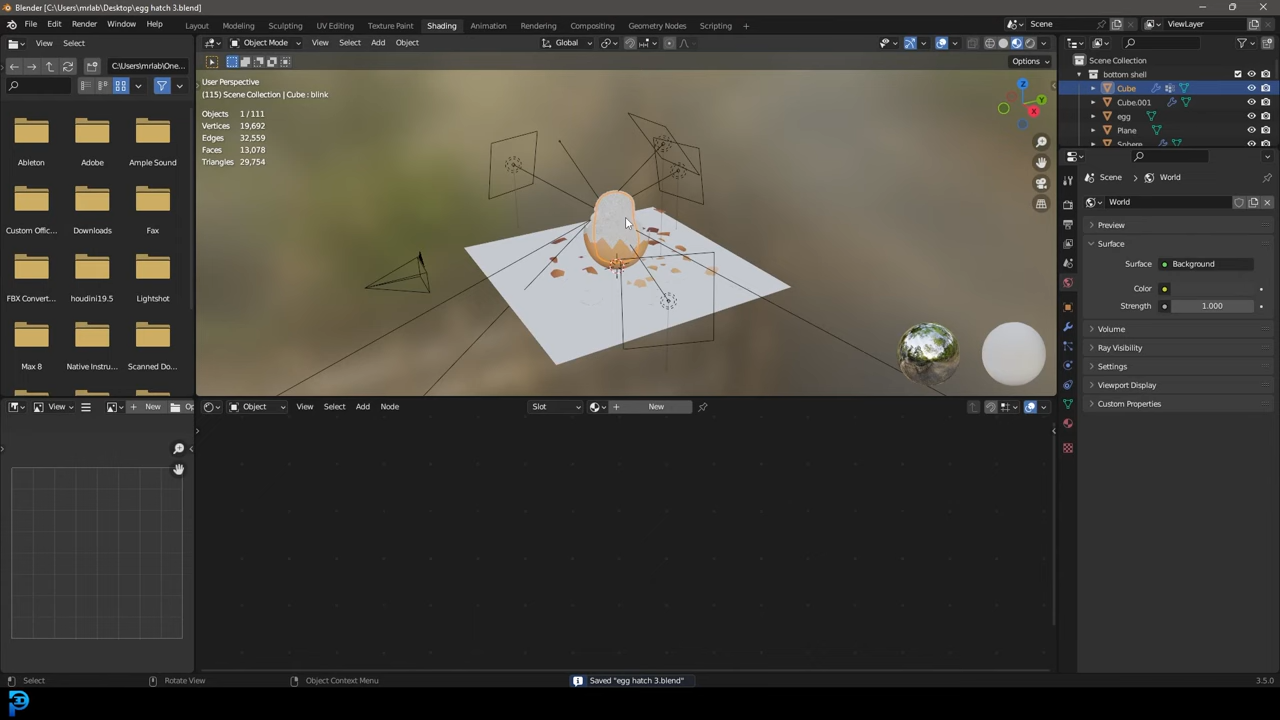 Blender [C:\Users\mrlab\Desktop\egg hatch 3.blend]
File Edit Render Window Help
Layout Modeling Sculpting UV Editing Texture Paint Shading Animation Rendering Compositing Geometry Nodes Scripting +
Scene
ViewLayer
View Select
Object Mode View Select Add Object
Global
C:\Users\mrlab\One...
Options
User Perspective
(115) Scene Collection | Cube : blink
Objects 1 / 111
Vertices 19,692
Edges 32,559
Faces 13,078
Triangles 29,754
Z
Y
X
Ableton Adobe Ample Sound
Custom Offic... Downloads Fax
FBX Convert... houdini19.5 Lightshot
Max 8 Native Instru... Scanned Do...
Scene Collection
bottom shell
Cube
Cube.001
egg
Plane
Sphere
Scene World
World
Preview
Surface
Surface Background
Color
Strength 1.000
Volume
Ray Visibility
Settings
Viewport Display
Custom Properties
View New Op
Object View Select Add Node Slot New
Select Rotate View Object Context Menu Saved "egg hatch 3.blend" 3.5.0